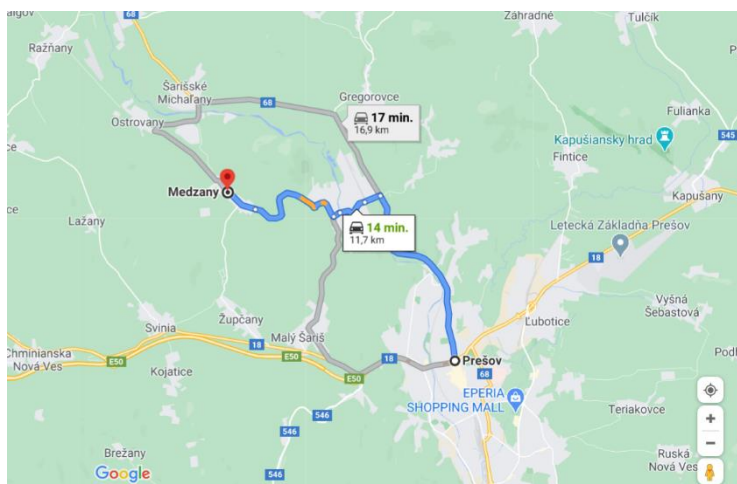 68
Záhradné
Tulčík
Ražňany
Šarišské
Michaľany
68
Gregorovce
17 min.
16,9 km
Ostrovany
Fulianka
Kapušiansky hrad
545
Fintice
Medzany
Kapušany
Lažany
14 min.
11,7 km
Letecká Základňa
Prešov
18
Vyšná
Šebastová
Župčany
Ľubotice
Svinia
18
Malý Šariš
Chminianska
Nová Ves
E50
E50
18
Prešov
Kojatice
E50
68
EPERIA
SHOPPING MALL
546
546
Teriakovce
Brežany
546
Ruská
Nová Ves
Google